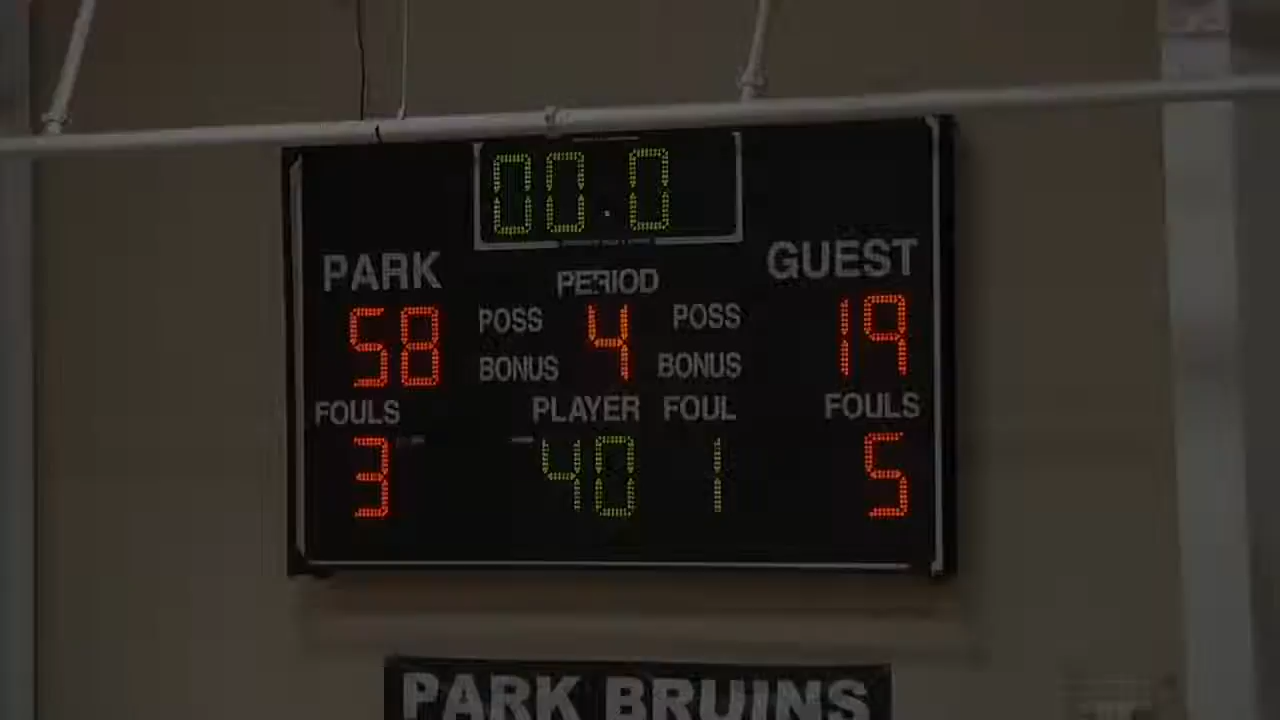 00.0
PARK PERIOD GUEST
58 POSS 4 POSS 19
BONUS BONUS
FOULS PLAYER FOUL FOULS
3 40 1 5
PARK BRUINS